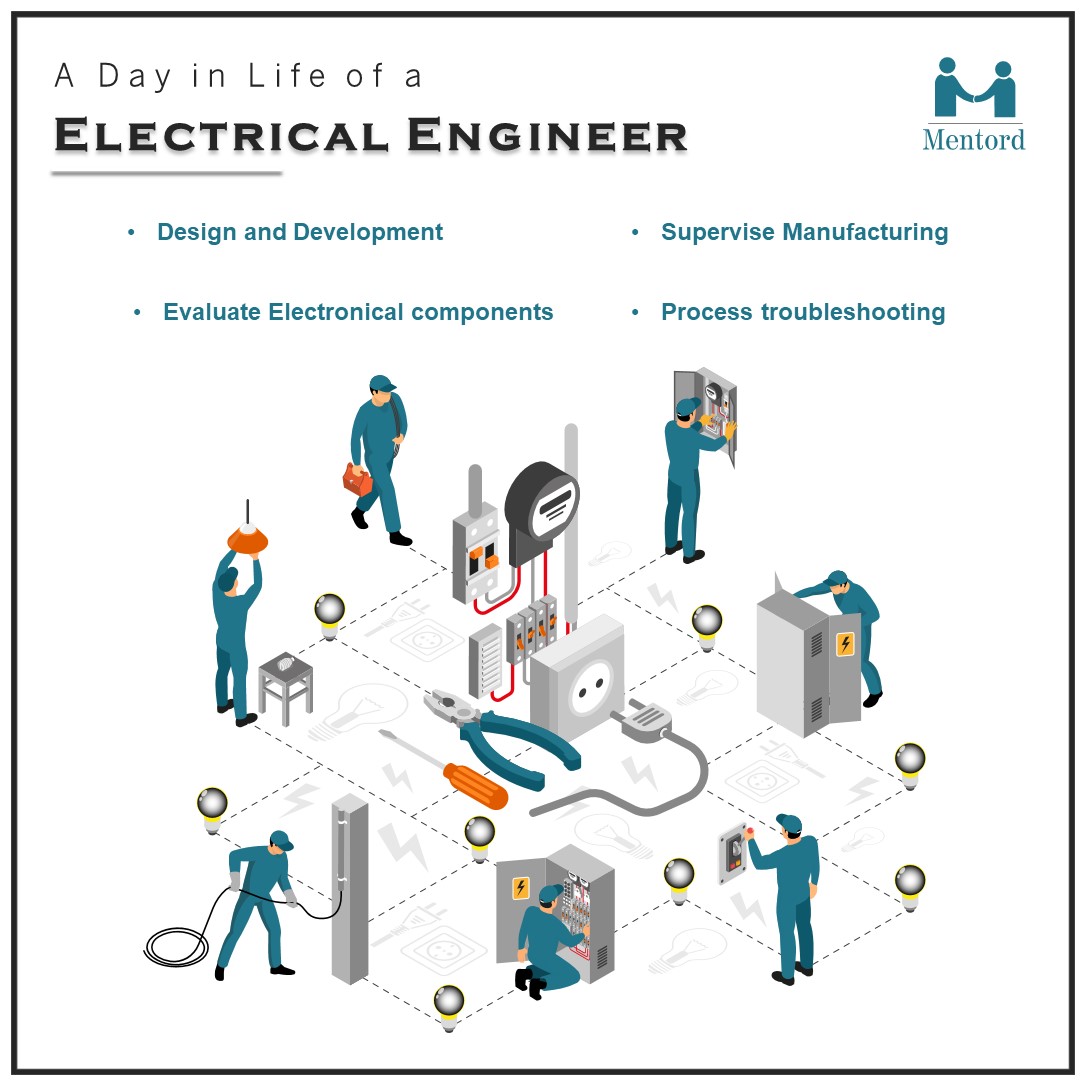 A Day in Life of a
ELECTRICAL ENGINEER
Mentord
• Design and Development
• Supervise Manufacturing
• Evaluate Electronical components
• Process troubleshooting